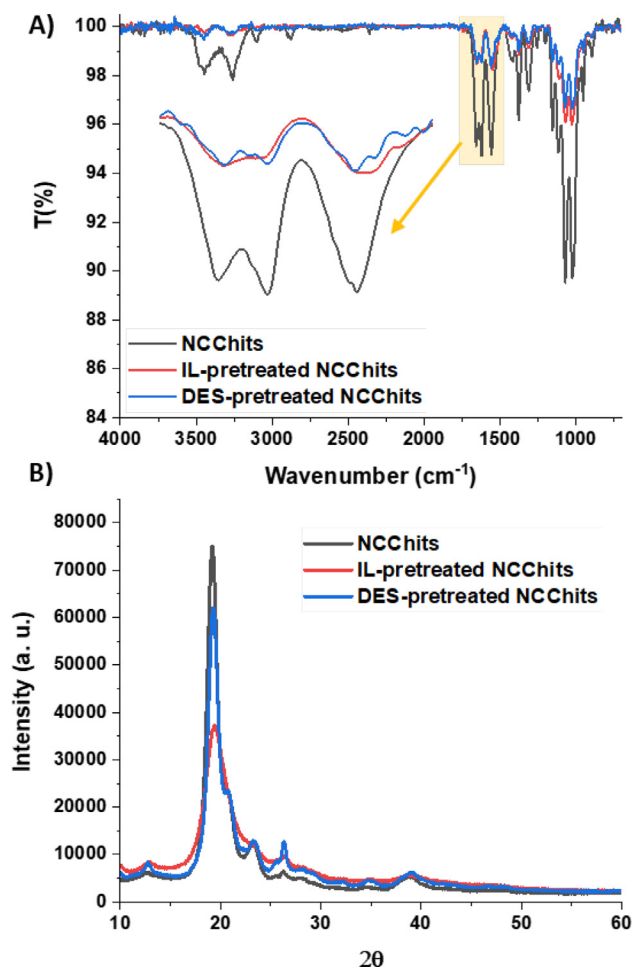 A)
100
98
96
94
92
90
88
86
84
T(%)
NCChits
IL-pretreated NCChits
DES-pretreated NCChits
4000 3500 3000 2500 2000 1500 1000
Wavenumber (cm⁻¹)
B)
80000
70000
60000
50000
40000
30000
20000
10000
0
Intensity (a. u.)
NCChits
IL-pretreated NCChits
DES-pretreated NCChits
10 20 30 40 50 60
2θ